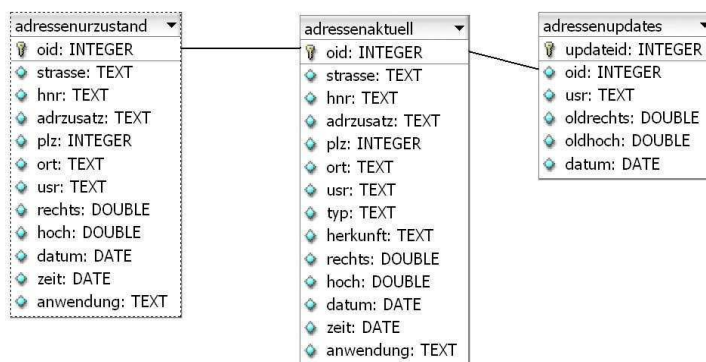 adressenurzustand
oid: INTEGER
strasse: TEXT
hnr: TEXT
adrzusatz: TEXT
plz: INTEGER
ort: TEXT
usr: TEXT
rechts: DOUBLE
hoch: DOUBLE
datum: DATE
zeit: DATE
anwendung: TEXT
adressenaktuell
oid: INTEGER
strasse: TEXT
hnr: TEXT
adrzusatz: TEXT
plz: INTEGER
ort: TEXT
usr: TEXT
typ: TEXT
herkunft: TEXT
rechts: DOUBLE
hoch: DOUBLE
datum: DATE
zeit: DATE
anwendung: TEXT
adressenupdates
updateid: INTEGER
oid: INTEGER
usr: TEXT
oldrechts: DOUBLE
oldhoch: DOUBLE
datum: DATE